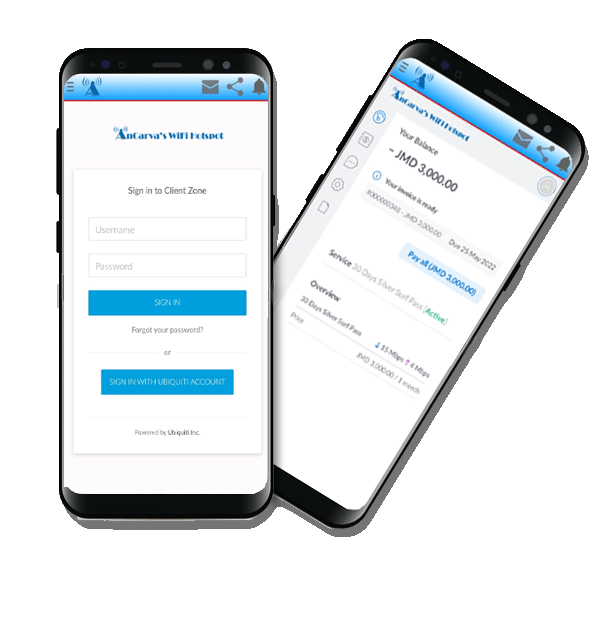 AnCarva's WiFi Hotspot
Sign in to Client Zone
Username
Password
SIGN IN
Forgot your password?
or
SIGN IN WITH UBIQUITI ACCOUNT
Powered by Ubiquiti Inc.
AnCarva's WiFi Hotspot
Your Balance
- JMD 3,000.00
Your invoice is ready
#000000348 - JMD 3,000.00 Due 25 May 2022
Pay all (JMD 3,000.00)
Service 30 Days Silver Surf Pass (Active)
Overview
30 Days Silver Surf Pass 15 Mbps 4 Mbps
Price JMD 3,000.00 / 1 month